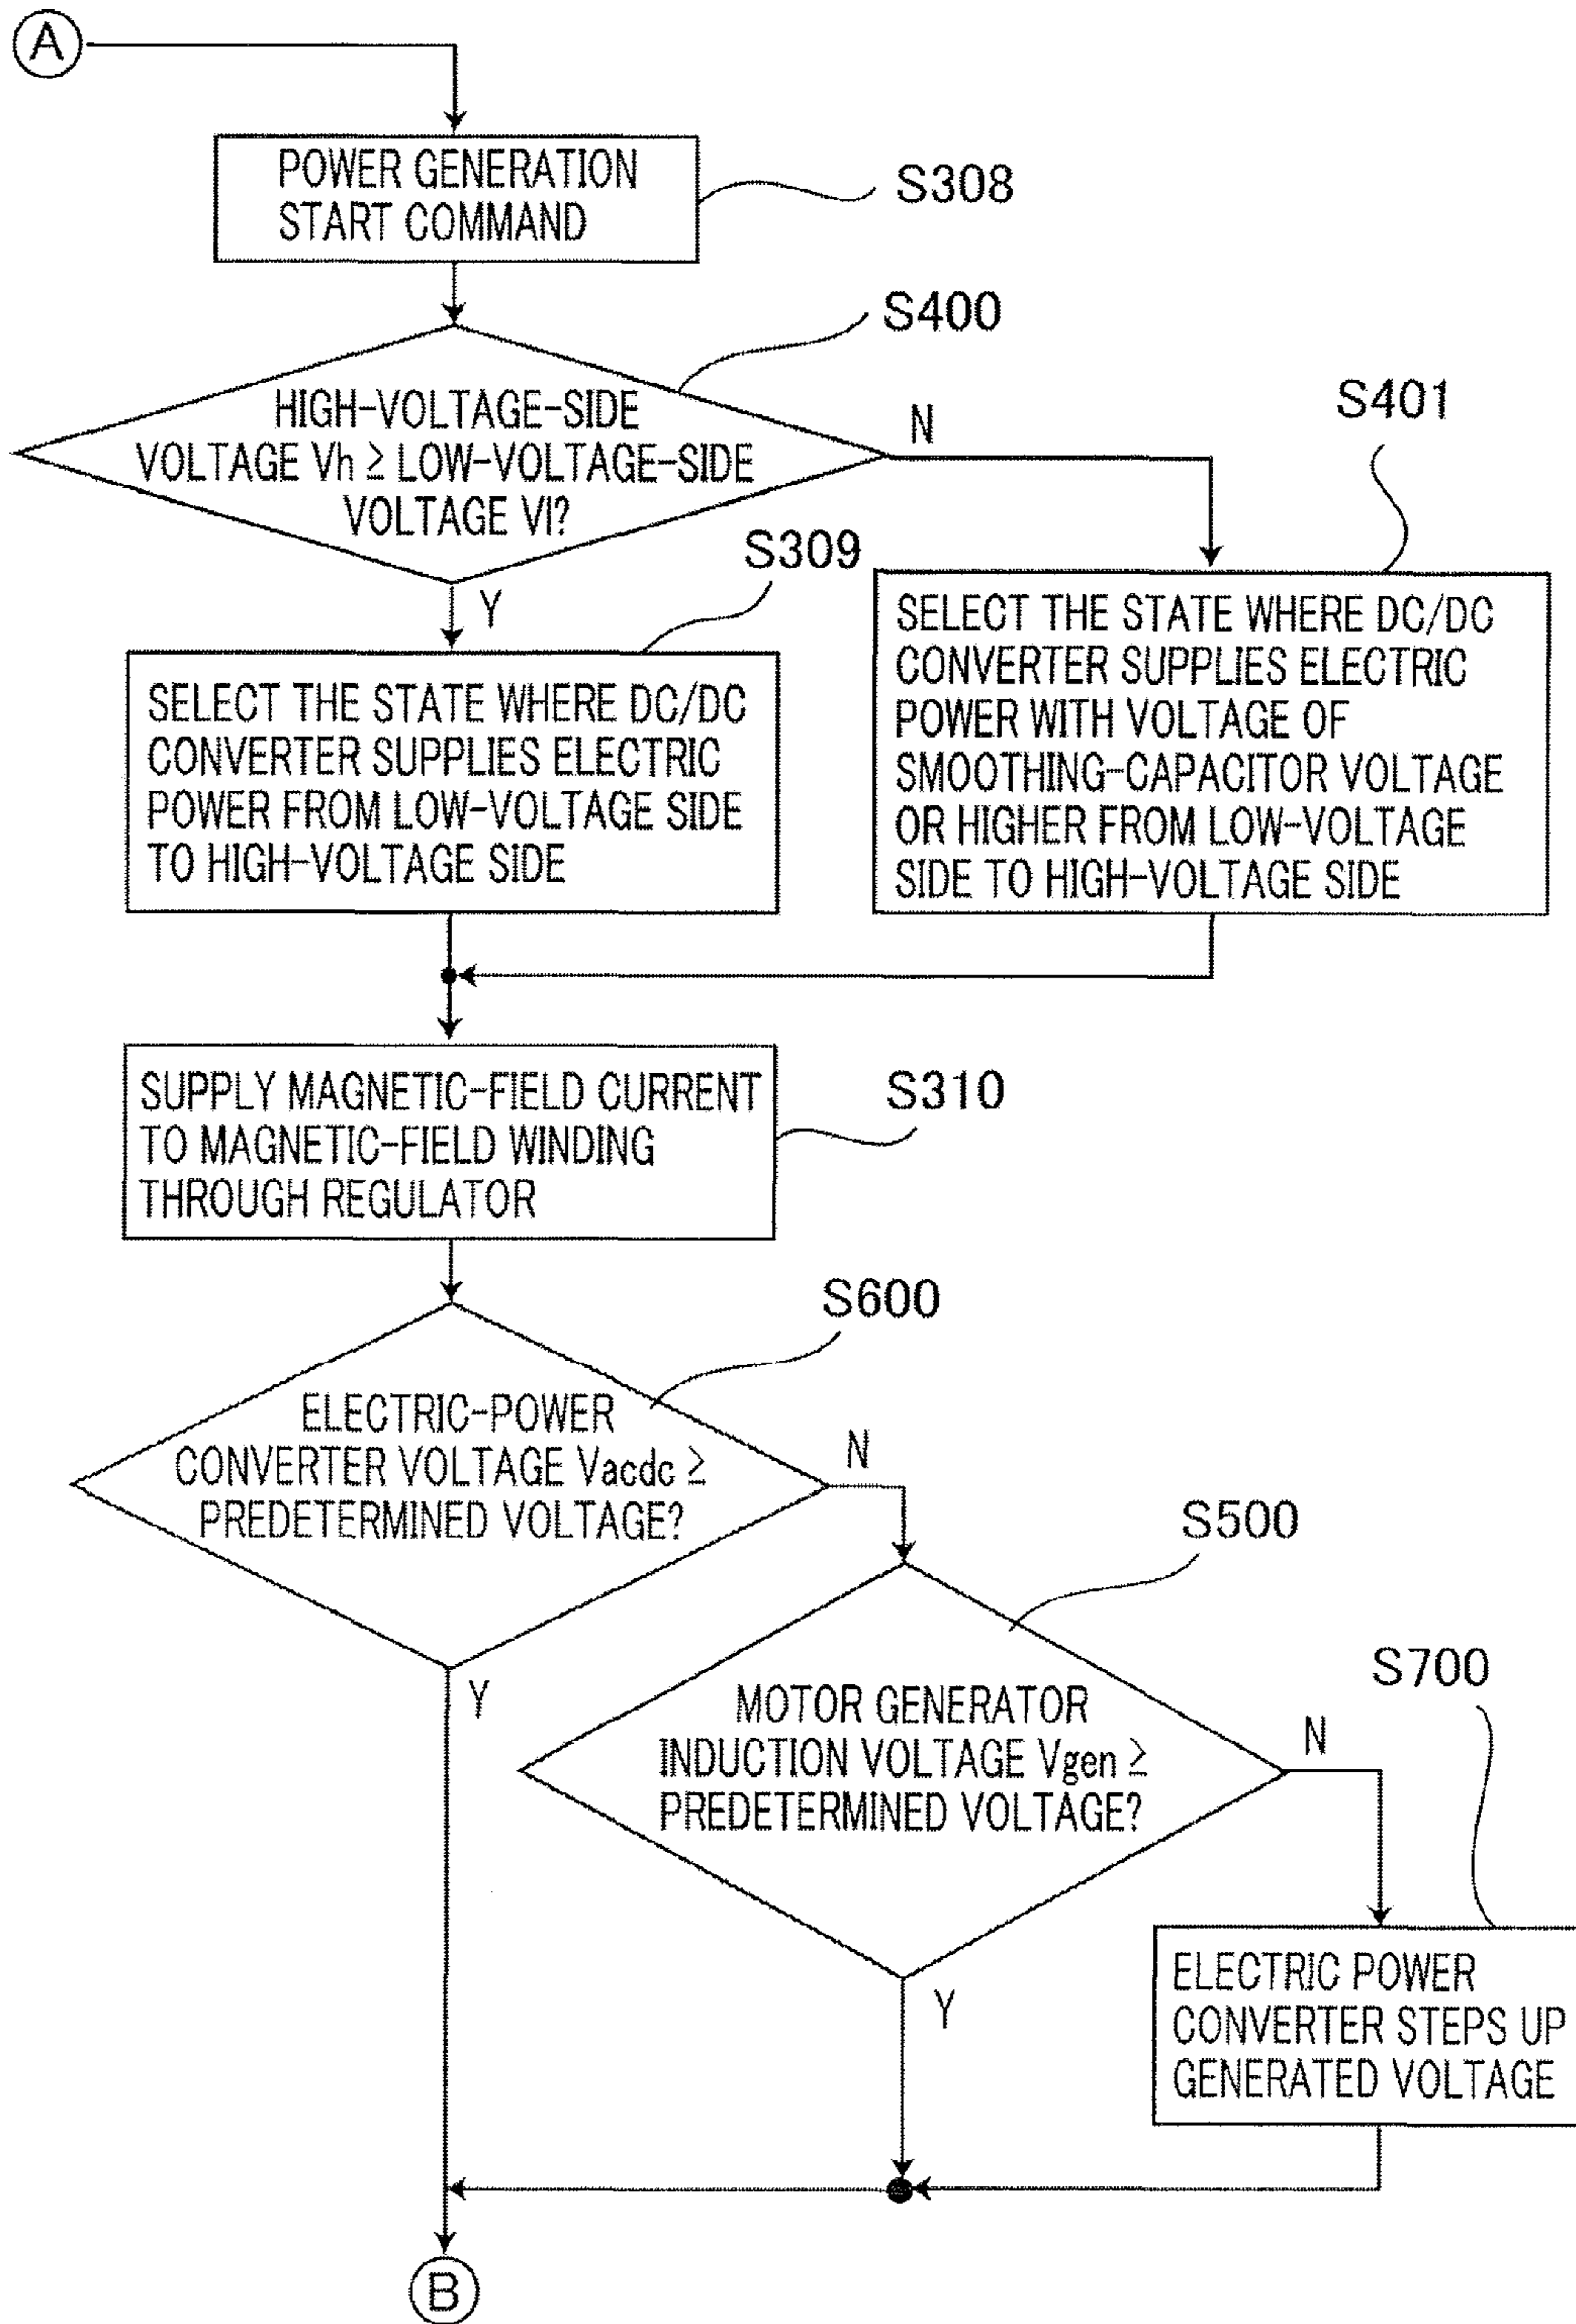 A
POWER GENERATION
START COMMAND
S308
S400
HIGH-VOLTAGE-SIDE
VOLTAGE Vh ≧ LOW-VOLTAGE-SIDE
VOLTAGE Vl?
N
Y
S401
SELECT THE STATE WHERE DC/DC
CONVERTER SUPPLIES ELECTRIC
POWER WITH VOLTAGE OF
SMOOTHING-CAPACITOR VOLTAGE
OR HIGHER FROM LOW-VOLTAGE
SIDE TO HIGH-VOLTAGE SIDE
S309
SELECT THE STATE WHERE DC/DC
CONVERTER SUPPLIES ELECTRIC
POWER FROM LOW-VOLTAGE SIDE
TO HIGH-VOLTAGE SIDE
SUPPLY MAGNETIC-FIELD CURRENT
TO MAGNETIC-FIELD WINDING
THROUGH REGULATOR
S310
S600
ELECTRIC-POWER
CONVERTER VOLTAGE Vacdc ≧
PREDETERMINED VOLTAGE?
N
Y
S500
MOTOR GENERATOR
INDUCTION VOLTAGE Vgen ≧
PREDETERMINED VOLTAGE?
N
Y
S700
ELECTRIC POWER
CONVERTER STEPS UP
GENERATED VOLTAGE
B